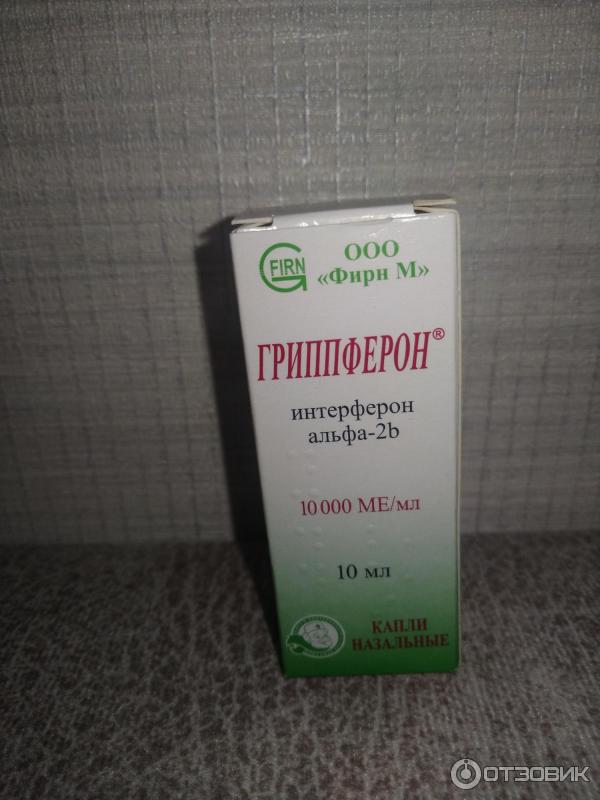 FIRN
ООО
«Фирн М»
ГРИППФЕРОН®
интерферон
альфа-2b
10 000 МЕ/мл
10 мл
КАПЛИ
НАЗАЛЬНЫЕ
ОТЗОВИК